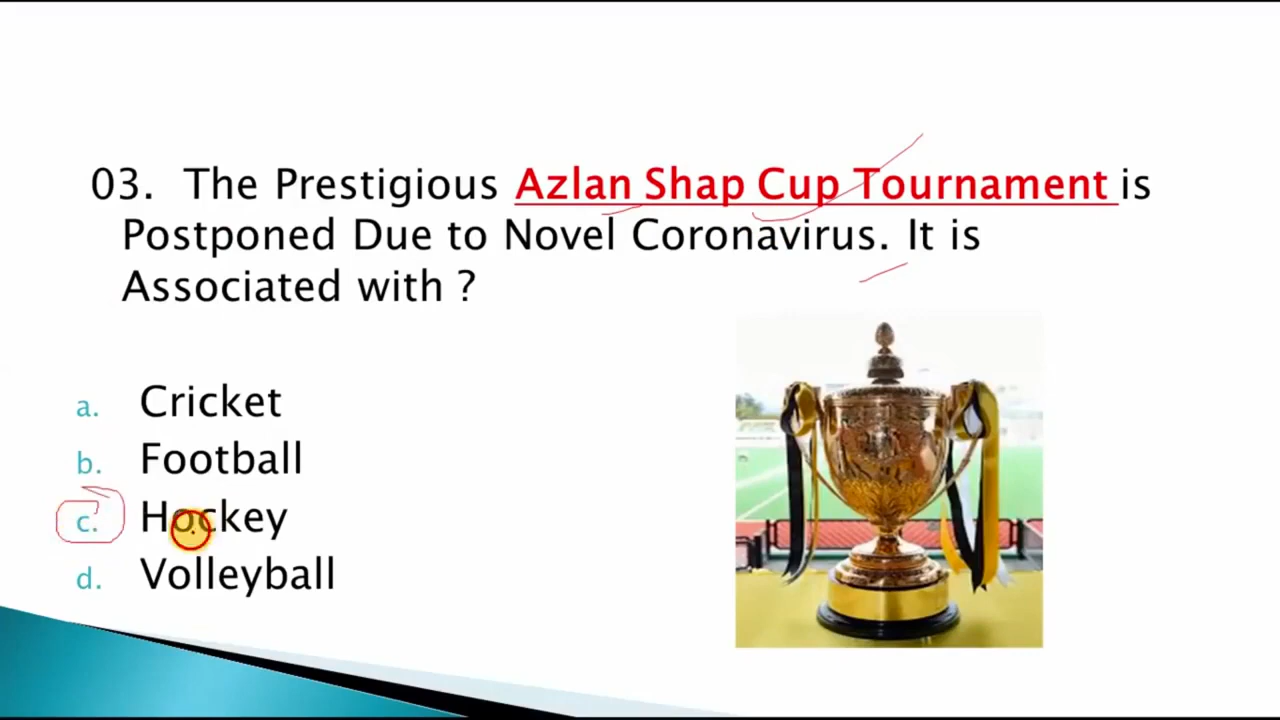 03. The Prestigious Azlan Shap Cup Tournament is
Postponed Due to Novel Coronavirus. It is
Associated with ?
a. Cricket
b. Football
c. Hockey
d. Volleyball